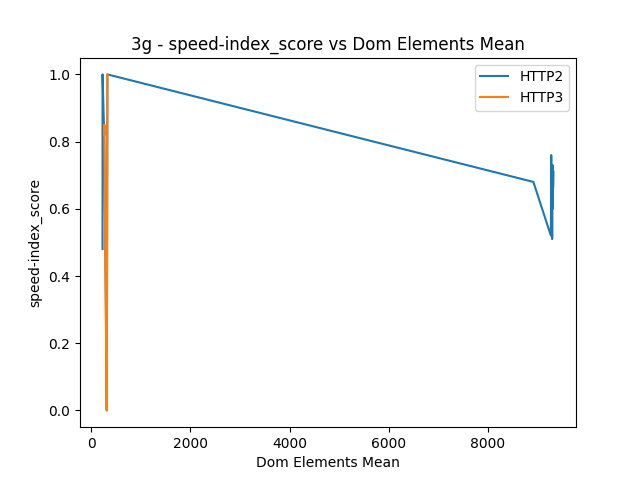 3g - speed-index_score vs Dom Elements Mean
HTTP2
HTTP3
speed-index_score
1.0
0.8
0.6
0.4
0.2
0.0
0 2000 4000 6000 8000
Dom Elements Mean